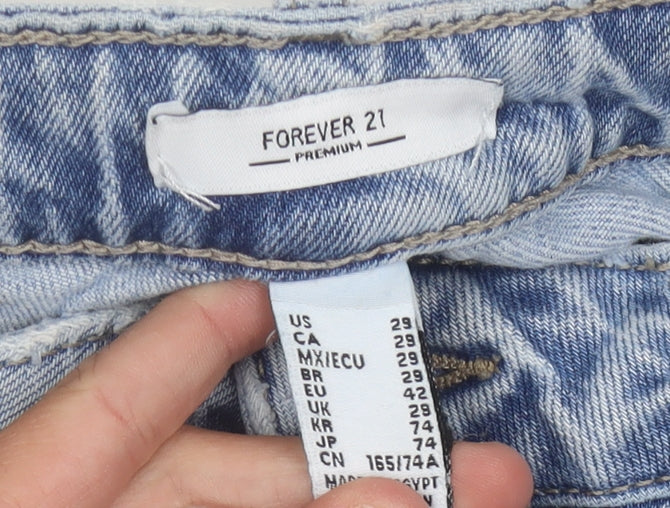 FOREVER 21
PREMIUM
US 29
CA 29
MX/ECU 29
BR 29
EU 42
UK 29
KR 74
JP 74
CN 165/74A